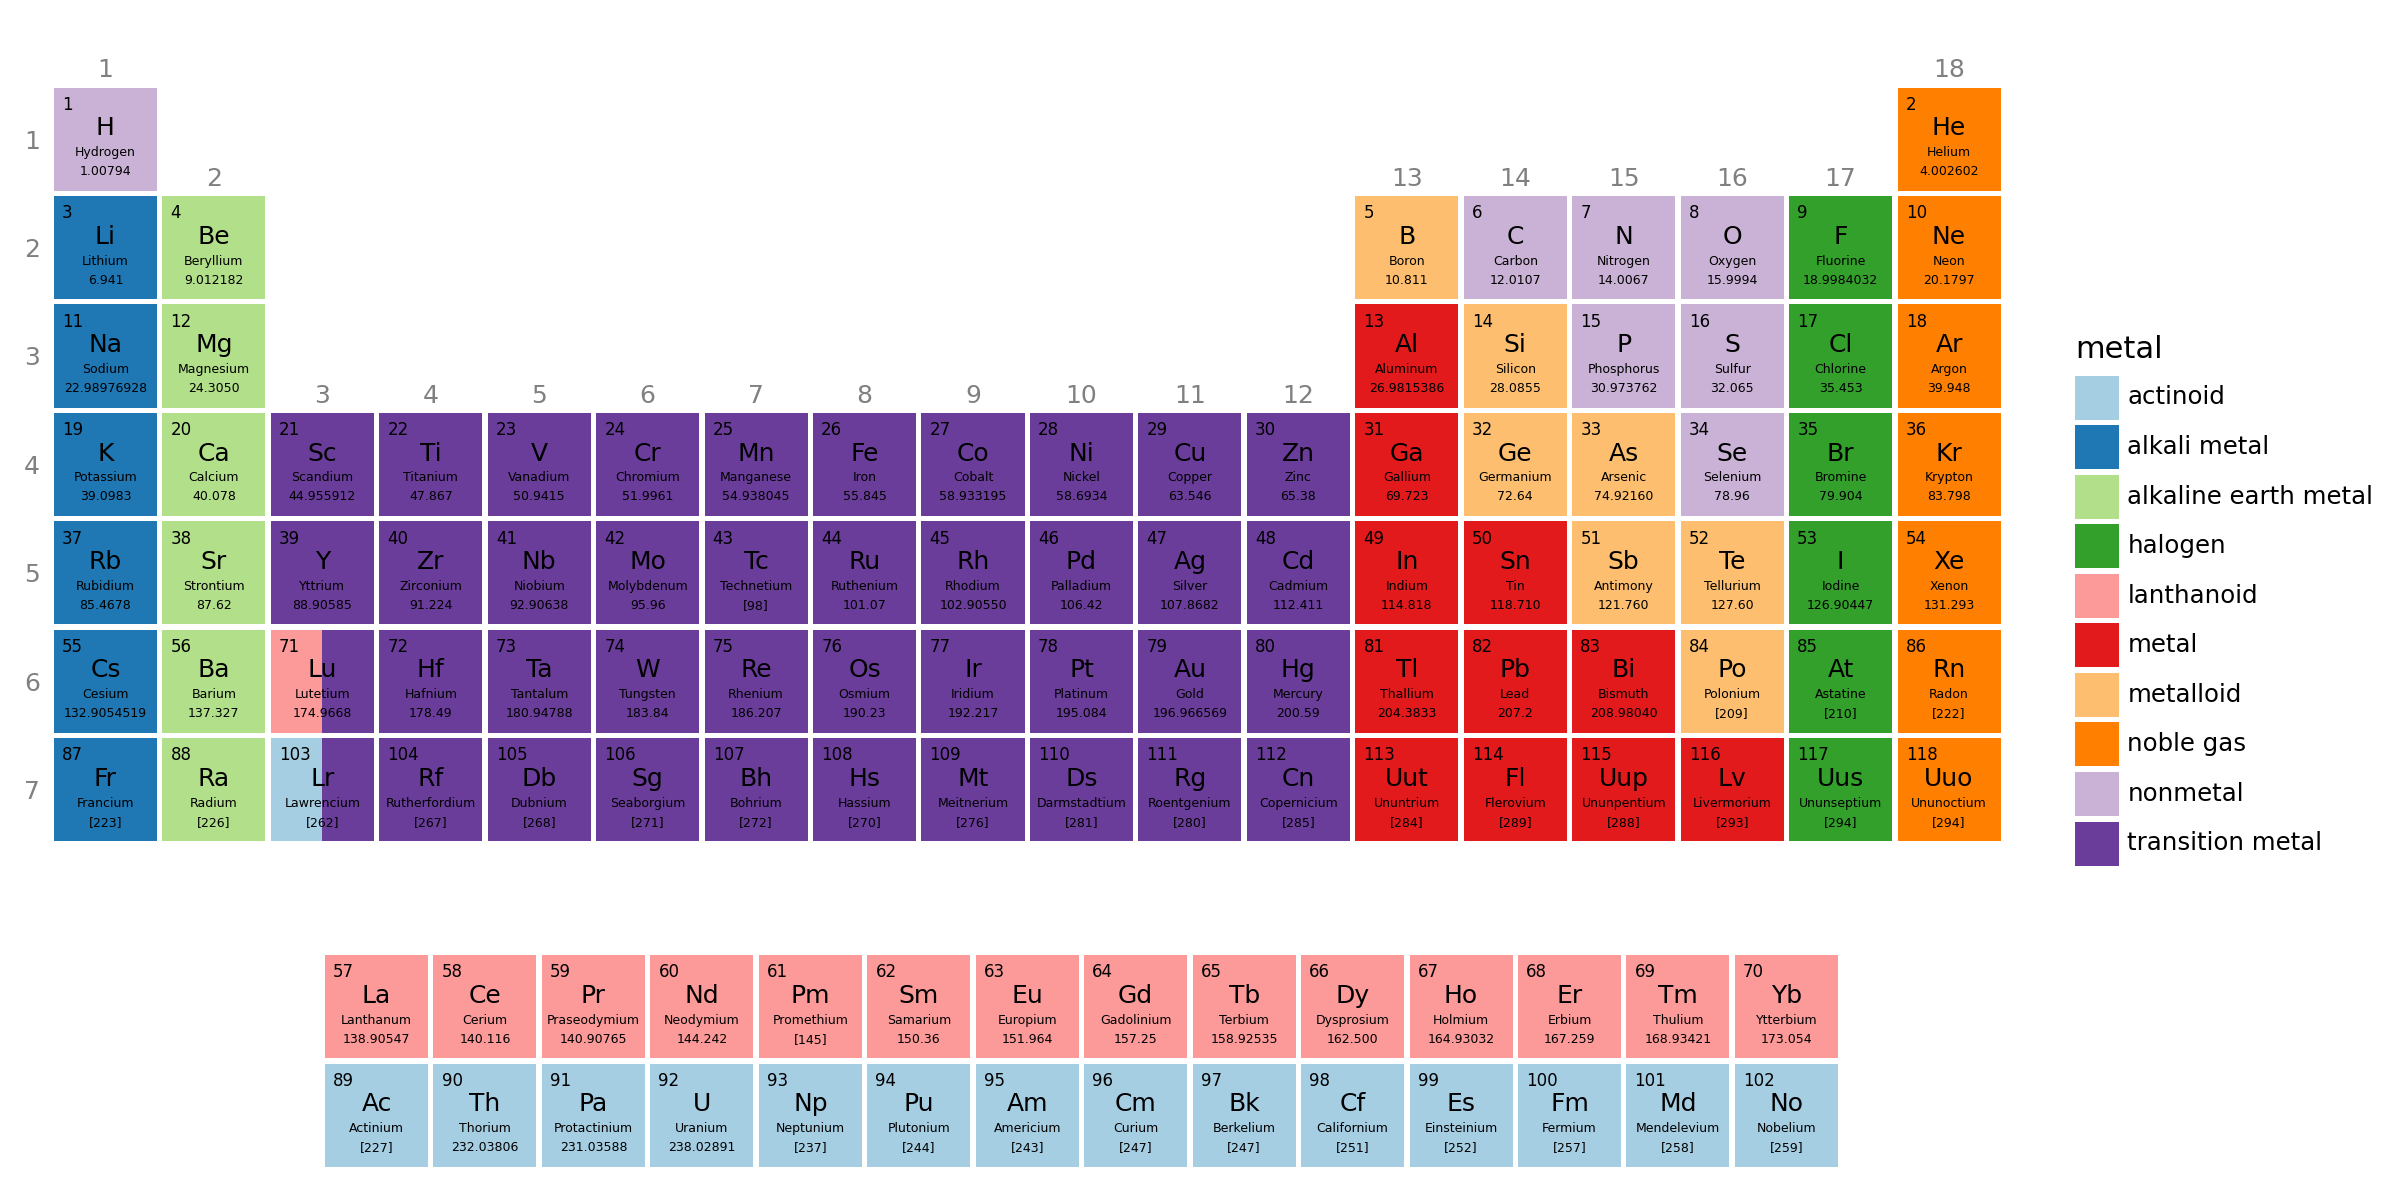 1
18
1
1
H
Hydrogen
1.00794
2
He
Helium
4.002602
2
13
14
15
16
17
2
3
Li
Lithium
6.941
4
Be
Beryllium
9.012182
5
B
Boron
10.811
6
C
Carbon
12.0107
7
N
Nitrogen
14.0067
8
O
Oxygen
15.9994
9
F
Fluorine
18.9984032
10
Ne
Neon
20.1797
3
11
Na
Sodium
22.98976928
12
Mg
Magnesium
24.3050
13
Al
Aluminum
26.9815386
14
Si
Silicon
28.0855
15
P
Phosphorus
30.973762
16
S
Sulfur
32.065
17
Cl
Chlorine
35.453
18
Ar
Argon
39.948
3
4
5
6
7
8
9
10
11
12
4
19
K
Potassium
39.0983
20
Ca
Calcium
40.078
21
Sc
Scandium
44.955912
22
Ti
Titanium
47.867
23
V
Vanadium
50.9415
24
Cr
Chromium
51.9961
25
Mn
Manganese
54.938045
26
Fe
Iron
55.845
27
Co
Cobalt
58.933195
28
Ni
Nickel
58.6934
29
Cu
Copper
63.546
30
Zn
Zinc
65.38
31
Ga
Gallium
69.723
32
Ge
Germanium
72.64
33
As
Arsenic
74.92160
34
Se
Selenium
78.96
35
Br
Bromine
79.904
36
Kr
Krypton
83.798
5
37
Rb
Rubidium
85.4678
38
Sr
Strontium
87.62
39
Y
Yttrium
88.90585
40
Zr
Zirconium
91.224
41
Nb
Niobium
92.90638
42
Mo
Molybdenum
95.96
43
Tc
Technetium
[98]
44
Ru
Ruthenium
101.07
45
Rh
Rhodium
102.90550
46
Pd
Palladium
106.42
47
Ag
Silver
107.8682
48
Cd
Cadmium
112.411
49
In
Indium
114.818
50
Sn
Tin
118.710
51
Sb
Antimony
121.760
52
Te
Tellurium
127.60
53
I
Iodine
126.90447
54
Xe
Xenon
131.293
6
55
Cs
Cesium
132.9054519
56
Ba
Barium
137.327
71
Lu
Lutetium
174.9668
72
Hf
Hafnium
178.49
73
Ta
Tantalum
180.94788
74
W
Tungsten
183.84
75
Re
Rhenium
186.207
76
Os
Osmium
190.23
77
Ir
Iridium
192.217
78
Pt
Platinum
195.084
79
Au
Gold
196.966569
80
Hg
Mercury
200.59
81
Tl
Thallium
204.3833
82
Pb
Lead
207.2
83
Bi
Bismuth
208.98040
84
Po
Polonium
[209]
85
At
Astatine
[210]
86
Rn
Radon
[222]
7
87
Fr
Francium
[223]
88
Ra
Radium
[226]
103
Lr
Lawrencium
[262]
104
Rf
Rutherfordium
[267]
105
Db
Dubnium
[268]
106
Sg
Seaborgium
[271]
107
Bh
Bohrium
[272]
108
Hs
Hassium
[270]
109
Mt
Meitnerium
[276]
110
Ds
Darmstadtium
[281]
111
Rg
Roentgenium
[280]
112
Cn
Copernicium
[285]
113
Uut
Ununtrium
[284]
114
Fl
Flerovium
[289]
115
Uup
Ununpentium
[288]
116
Lv
Livermorium
[293]
117
Uus
Ununseptium
[294]
118
Uuo
Ununoctium
[294]
57
La
Lanthanum
138.90547
58
Ce
Cerium
140.116
59
Pr
Praseodymium
140.90765
60
Nd
Neodymium
144.242
61
Pm
Promethium
[145]
62
Sm
Samarium
150.36
63
Eu
Europium
151.964
64
Gd
Gadolinium
157.25
65
Tb
Terbium
158.92535
66
Dy
Dysprosium
162.500
67
Ho
Holmium
164.93032
68
Er
Erbium
167.259
69
Tm
Thulium
168.93421
70
Yb
Ytterbium
173.054
89
Ac
Actinium
[227]
90
Th
Thorium
232.03806
91
Pa
Protactinium
231.03588
92
U
Uranium
238.02891
93
Np
Neptunium
[237]
94
Pu
Plutonium
[244]
95
Am
Americium
[243]
96
Cm
Curium
[247]
97
Bk
Berkelium
[247]
98
Cf
Californium
[251]
99
Es
Einsteinium
[252]
100
Fm
Fermium
[257]
101
Md
Mendelevium
[258]
102
No
Nobelium
[259]
metal
actinoid
alkali metal
alkaline earth metal
halogen
lanthanoid
metal
metalloid
noble gas
nonmetal
transition metal